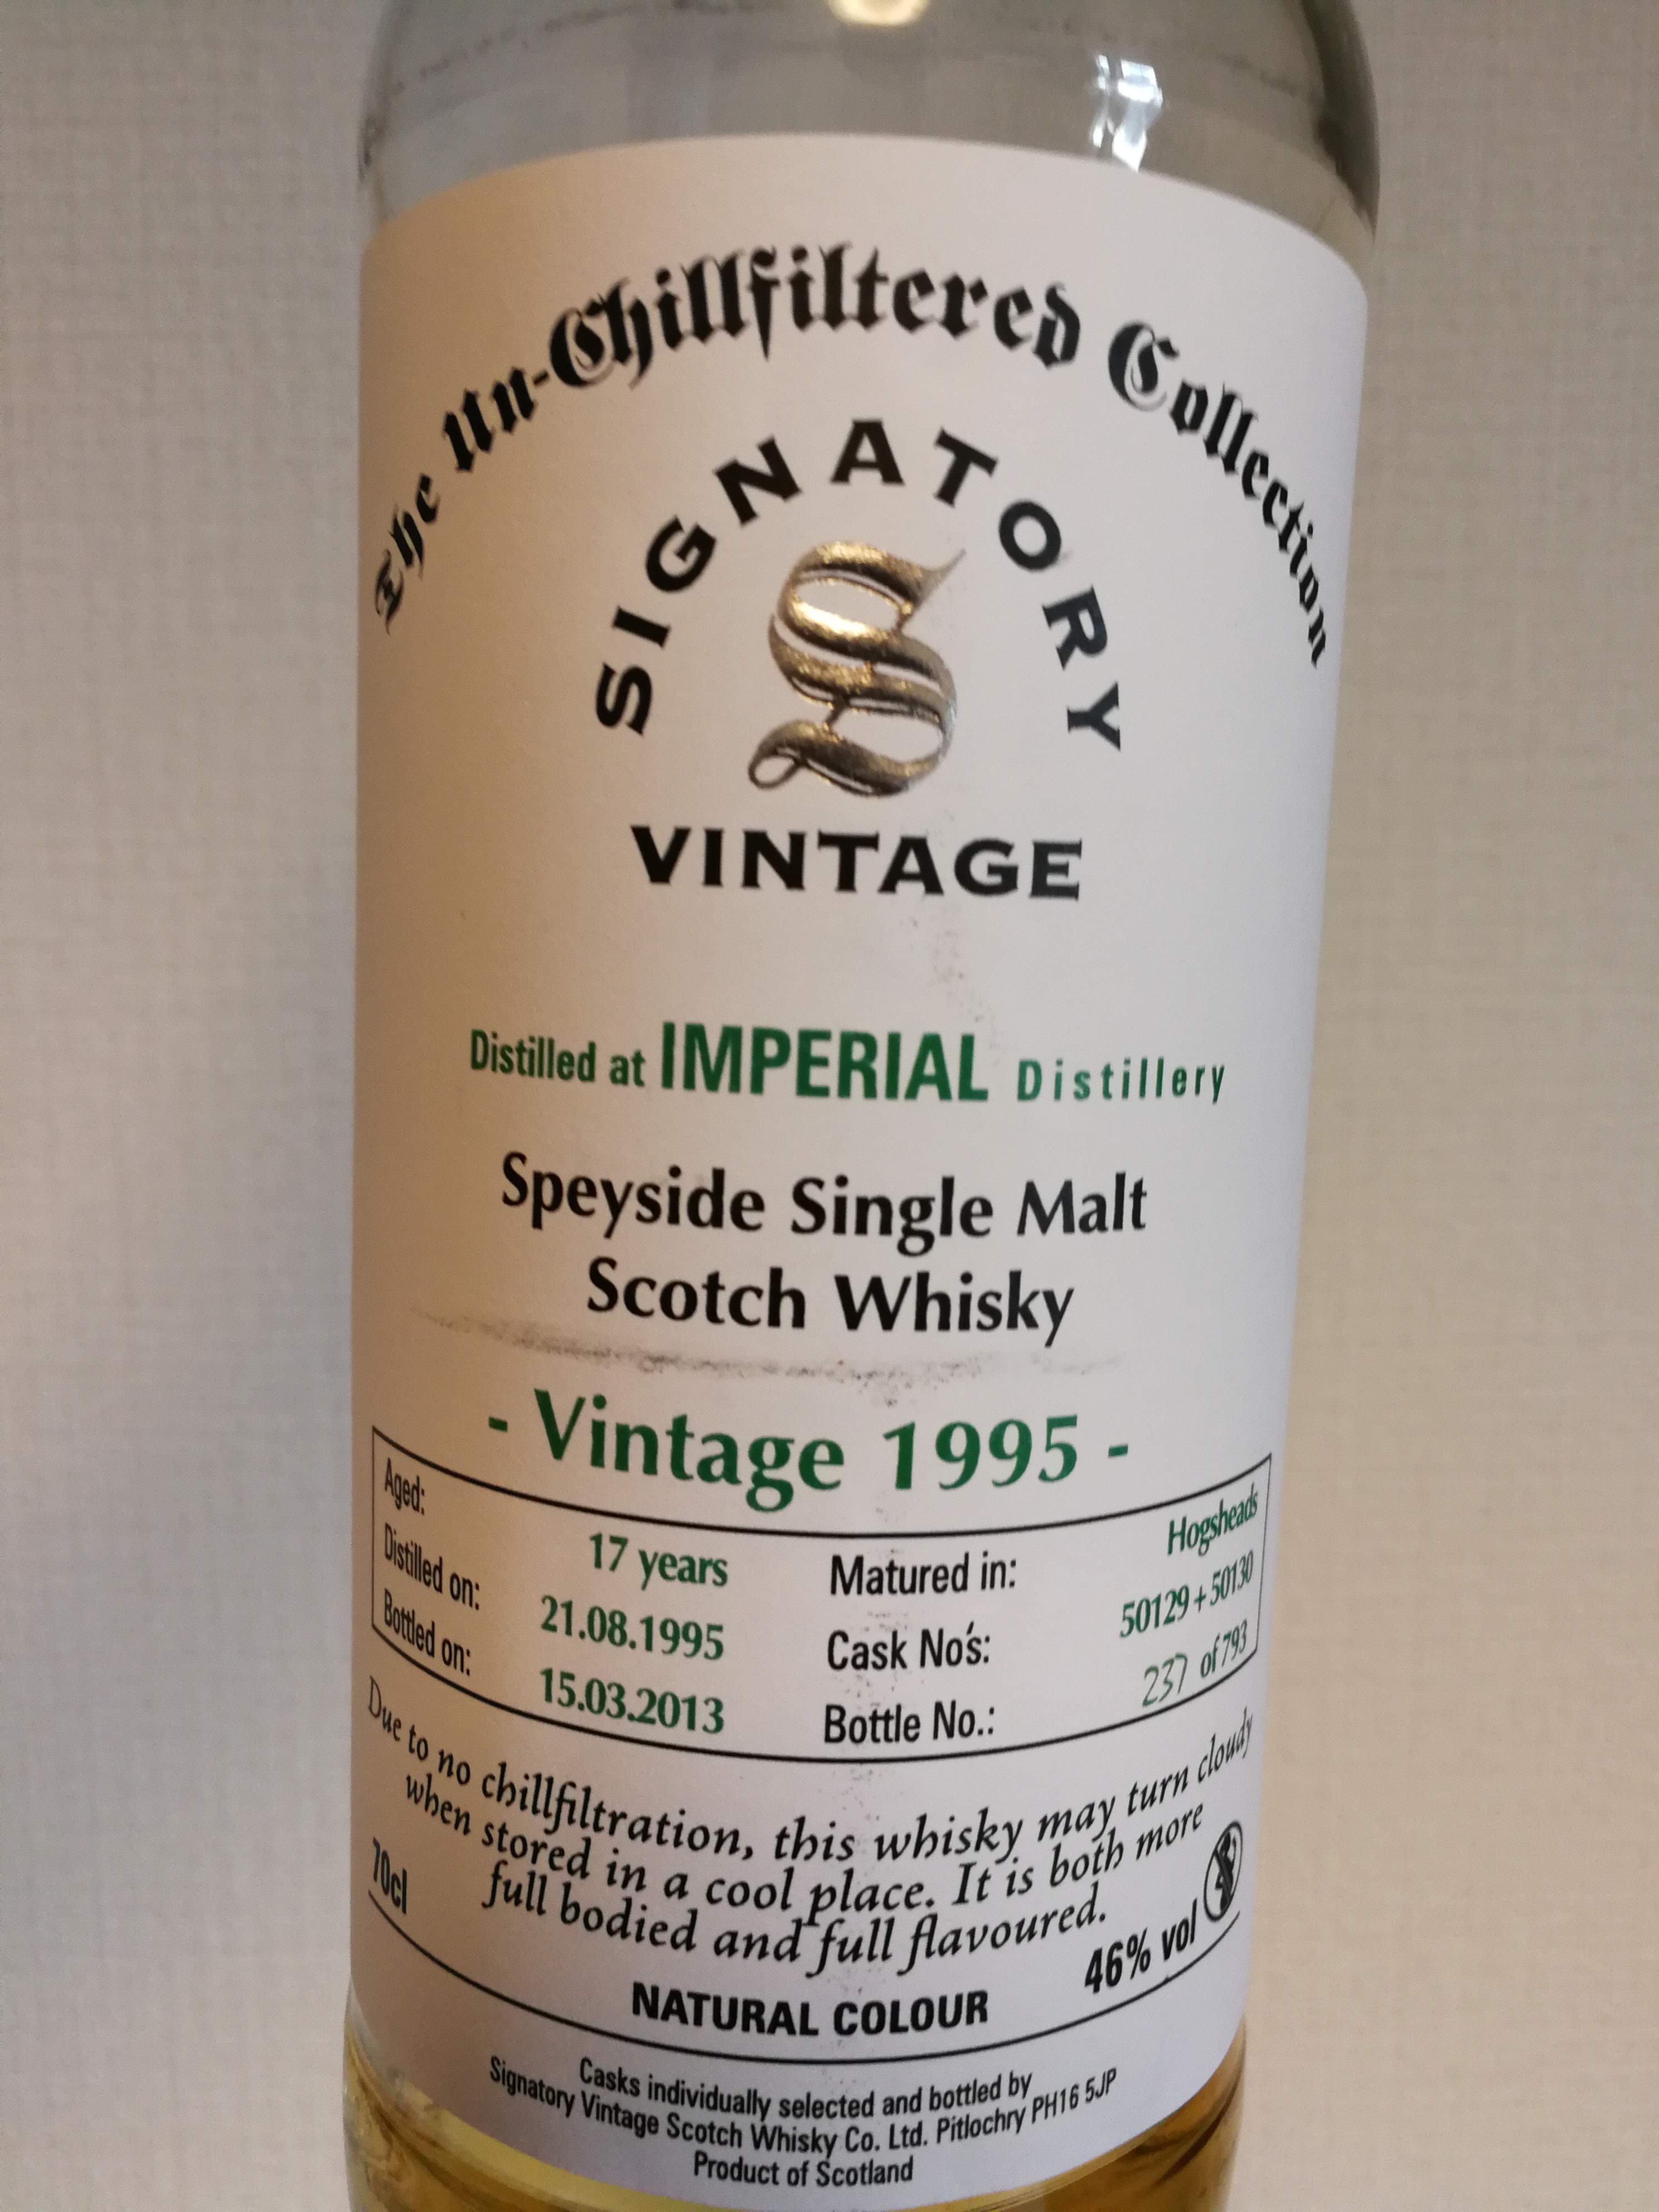 The Un-Chillfiltered Collection
SIGNATORY
S
VINTAGE
Distilled at IMPERIAL Distillery
Speyside Single Malt
Scotch Whisky
- Vintage 1995 -
Aged: 17 years Matured in: Hogsheads
Distilled on: 21.08.1995 Cask No's: 50129 + 50130
Bottled on: 15.03.2013 Bottle No.: 237 of 793
Due to no chillfiltration, this whisky may turn cloudy
when stored in a cool place. It is both more
full bodied and full flavoured.
70cl NATURAL COLOUR 46% vol
Casks individually selected and bottled by
Signatory Vintage Scotch Whisky Co. Ltd. Pitlochry PH16 5JP
Product of Scotland